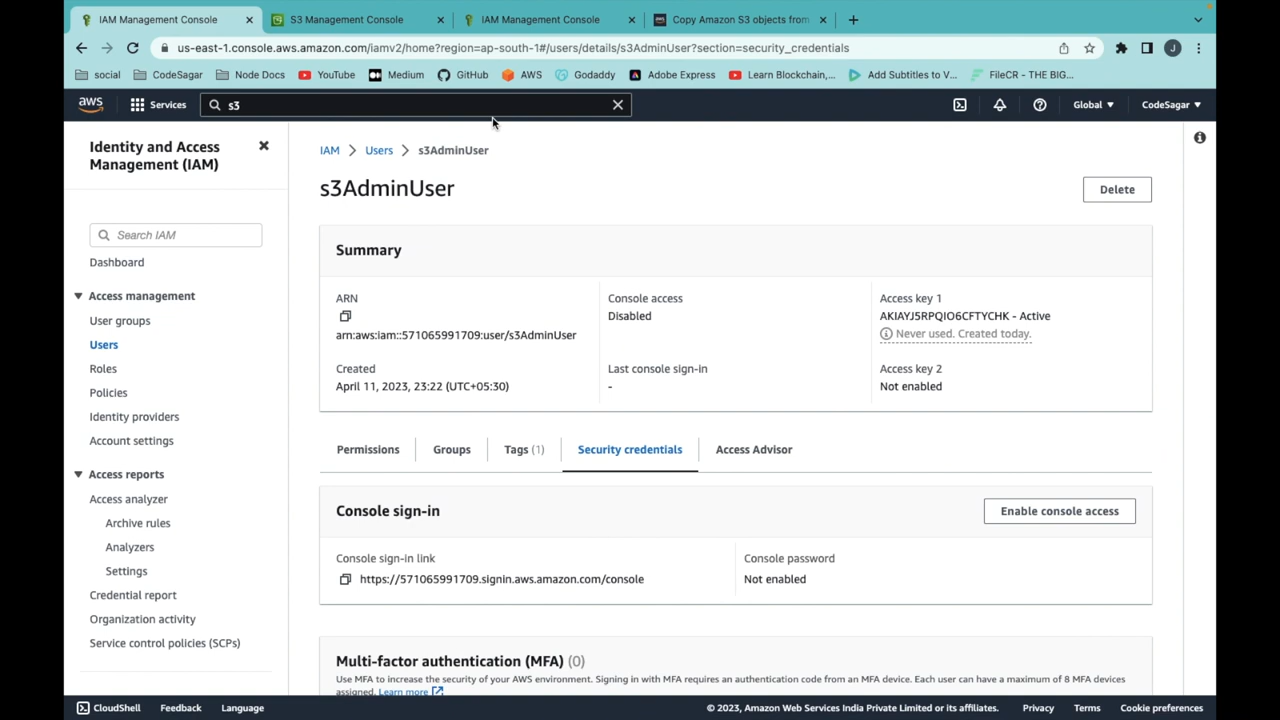 IAM Management Console
S3 Management Console
IAM Management Console
Copy Amazon S3 objects from
us-east-1.console.aws.amazon.com/iamv2/home?region=ap-south-1#/users/details/s3AdminUser?section=security_credentials
J
social
CodeSagar
Node Docs
YouTube
Medium
GitHub
AWS
Godaddy
Adobe Express
Learn Blockchain,...
Add Subtitles to V...
FileCR - THE BIG...
aws
Services
s3
Global
CodeSagar
Identity and Access
Management (IAM)
Search IAM
Dashboard
Access management
User groups
Users
Roles
Policies
Identity providers
Account settings
Access reports
Access analyzer
Archive rules
Analyzers
Settings
Credential report
Organization activity
Service control policies (SCPs)
IAM > Users > s3AdminUser
s3AdminUser
Delete
Summary
ARN
arn:aws:iam::571065991709:user/s3AdminUser
Console access
Disabled
Access key 1
AKIAYJ5RPQIO6CFTYCHK - Active
Never used. Created today.
Created
April 11, 2023, 23:22 (UTC+05:30)
Last console sign-in
-
Access key 2
Not enabled
Permissions
Groups
Tags (1)
Security credentials
Access Advisor
Console sign-in
Enable console access
Console sign-in link
https://571065991709.signin.aws.amazon.com/console
Console password
Not enabled
Multi-factor authentication (MFA) (0)
Use MFA to increase the security of your AWS environment. Signing in with MFA requires an authentication code from an MFA device. Each user can have a maximum of 8 MFA devices
assigned. Learn more
CloudShell
Feedback
Language
© 2023, Amazon Web Services India Private Limited or its affiliates.
Privacy
Terms
Cookie preferences